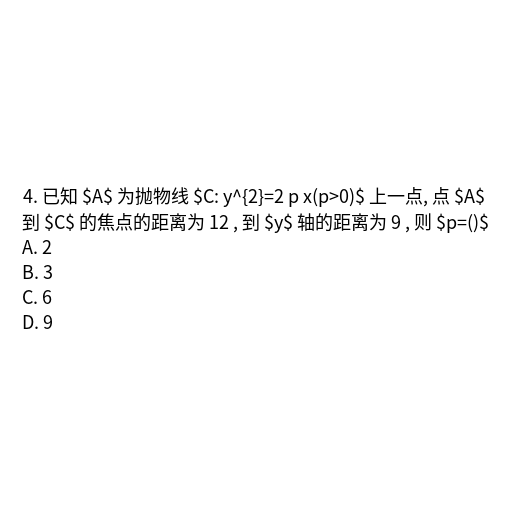 4. 已知 $A$ 为抛物线 $C: y^{2}=2 p x(p>0)$ 上一点, 点 $A$
到 $C$ 的焦点的距离为 12 , 到 $y$ 轴的距离为 9 , 则 $p=()$
A. 2
B. 3
C. 6
D. 9